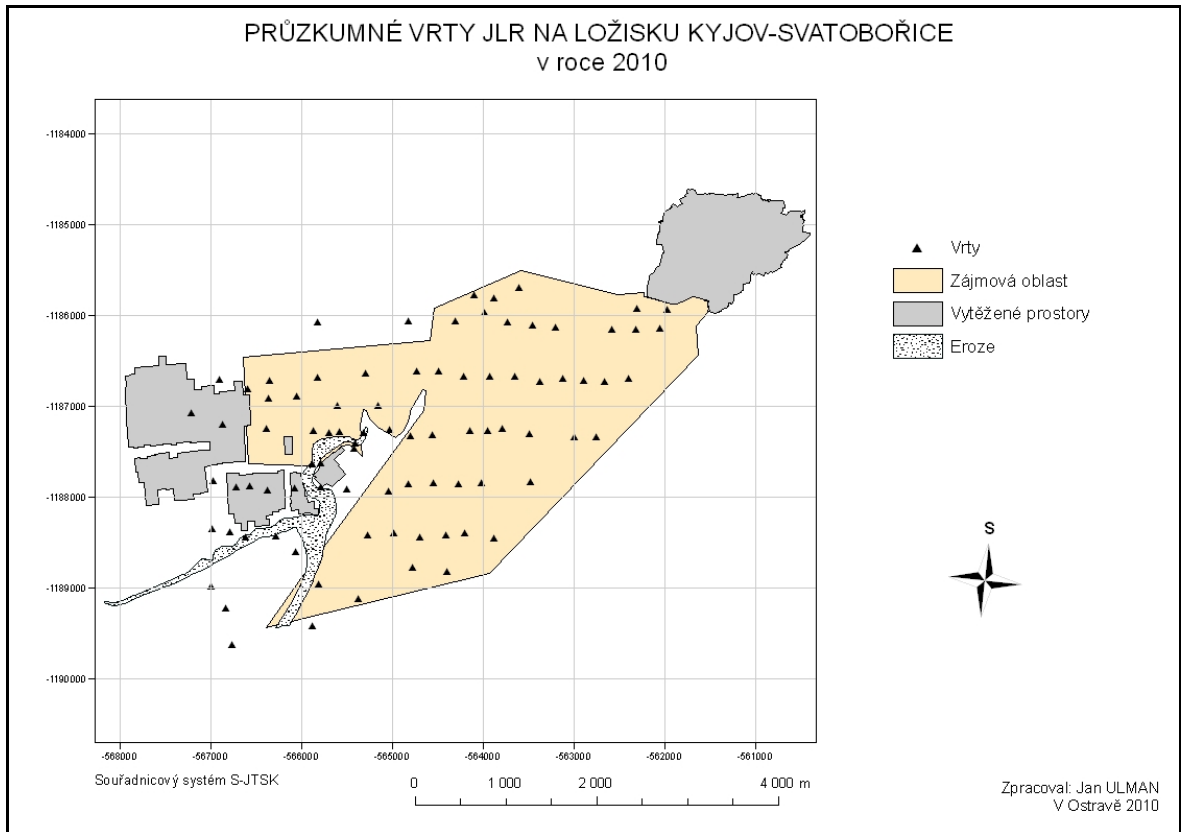 PRŮZKUMNÉ VRTY JLR NA LOŽISKU KYJOV-SVATOBOŘICE
v roce 2010
-1184000
-1185000
-1186000
-1187000
-1188000
-1189000
-1190000
-568000 -567000 -566000 -565000 -564000 -563000 -562000 -561000
Vrty
Zájmová oblast
Vytěžené prostory
Eroze
S
Souřadnicový systém S-JTSK
0 1 000 2 000 4 000 m
Zpracoval: Jan ULMAN
V Ostravě 2010